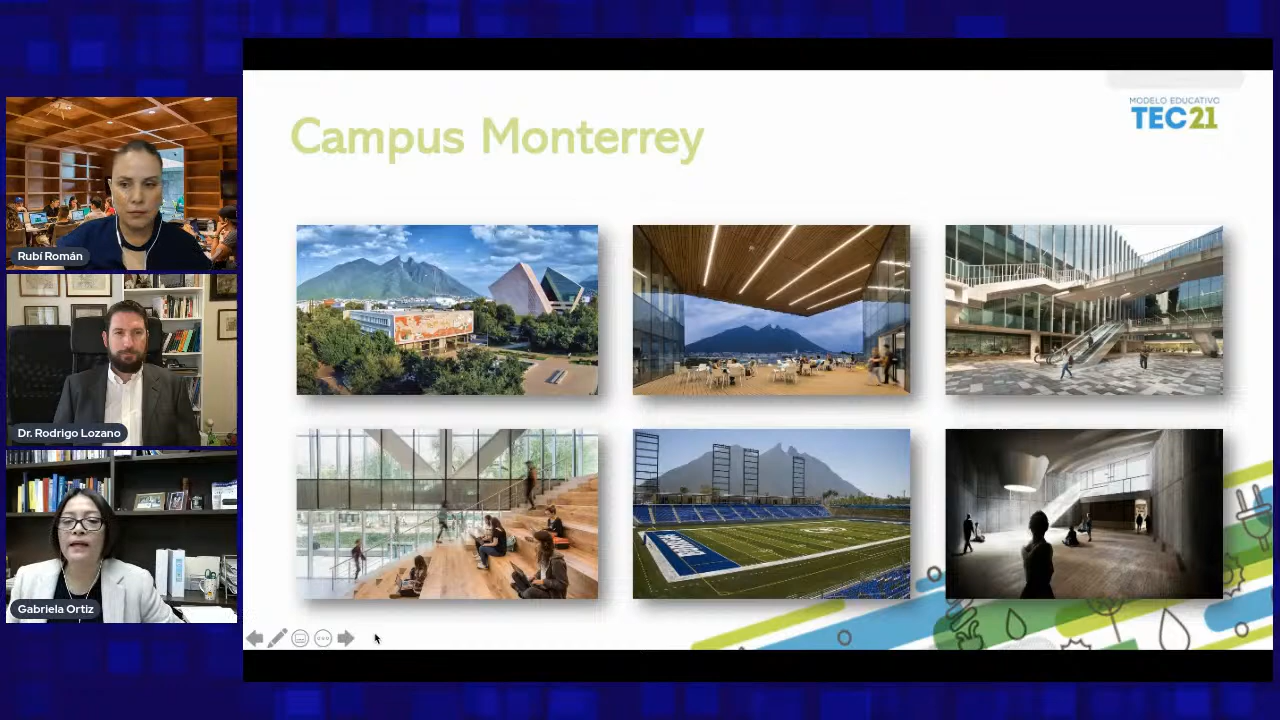 Campus Monterrey
MODELO EDUCATIVO
TEC21
Rubí Román
Dr. Rodrigo Lozano
Gabriela Ortiz